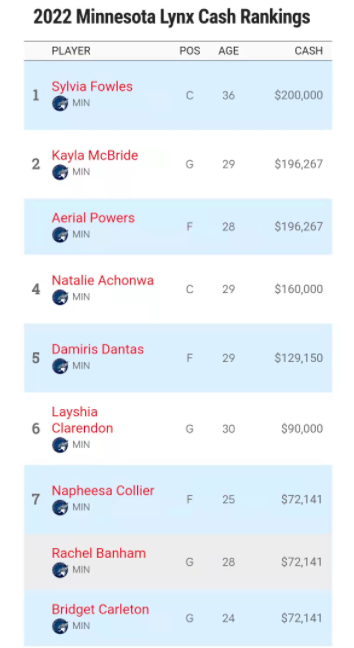 2022 Minnesota Lynx Cash Rankings
PLAYER POS AGE CASH
1 Sylvia Fowles C 36 $200,000
MIN
2 Kayla McBride G 29 $196,267
MIN
Aerial Powers F 28 $196,267
MIN
4 Natalie Achonwa C 29 $160,000
MIN
5 Damiris Dantas F 29 $129,150
MIN
Layshia
6 Clarendon G 30 $90,000
MIN
7 Napheesa Collier F 25 $72,141
MIN
Rachel Banham G 28 $72,141
MIN
Bridget Carleton G 24 $72,141
MIN